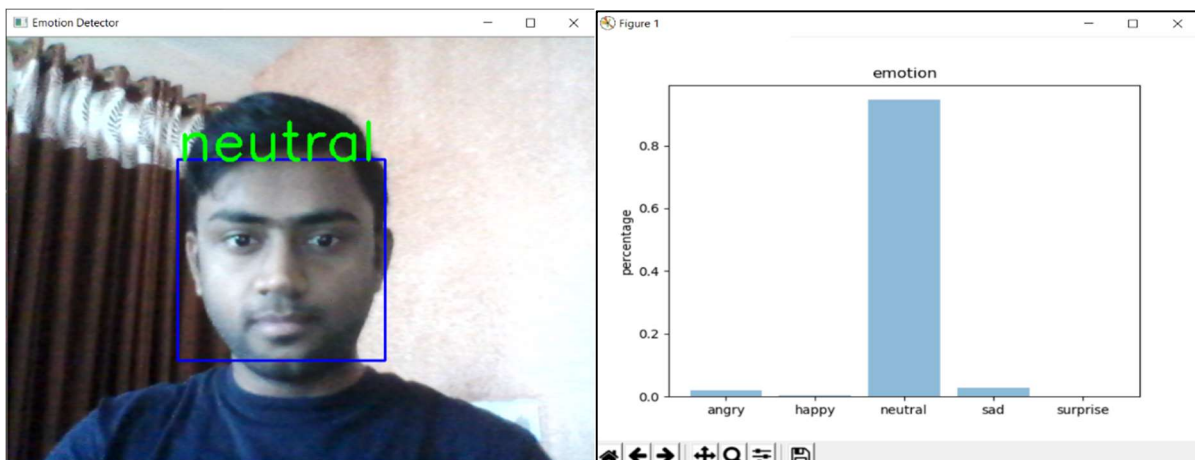 Emotion Detector
neutral
Figure 1
emotion
percentage
0.8
0.6
0.4
0.2
0.0
angry happy neutral sad surprise